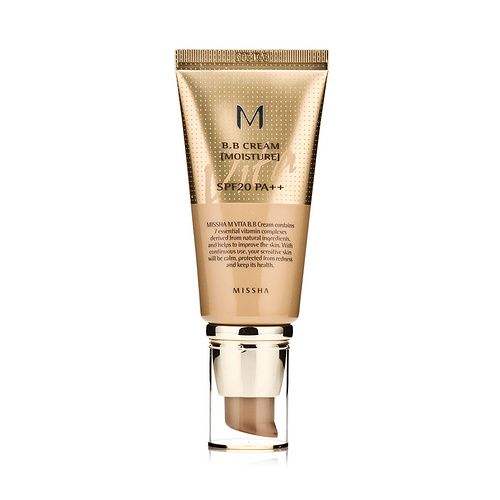 M
B.B CREAM
[MOISTURE]
SPF20 PA++
MISSHA M VITA B.B Cream contains
7 essential vitamin complexes
derived from natural ingredients,
and helps to improve the skin. With
continuous use, your sensitive skin
will be calm, protected from redness
and keep its health.
MISSHA